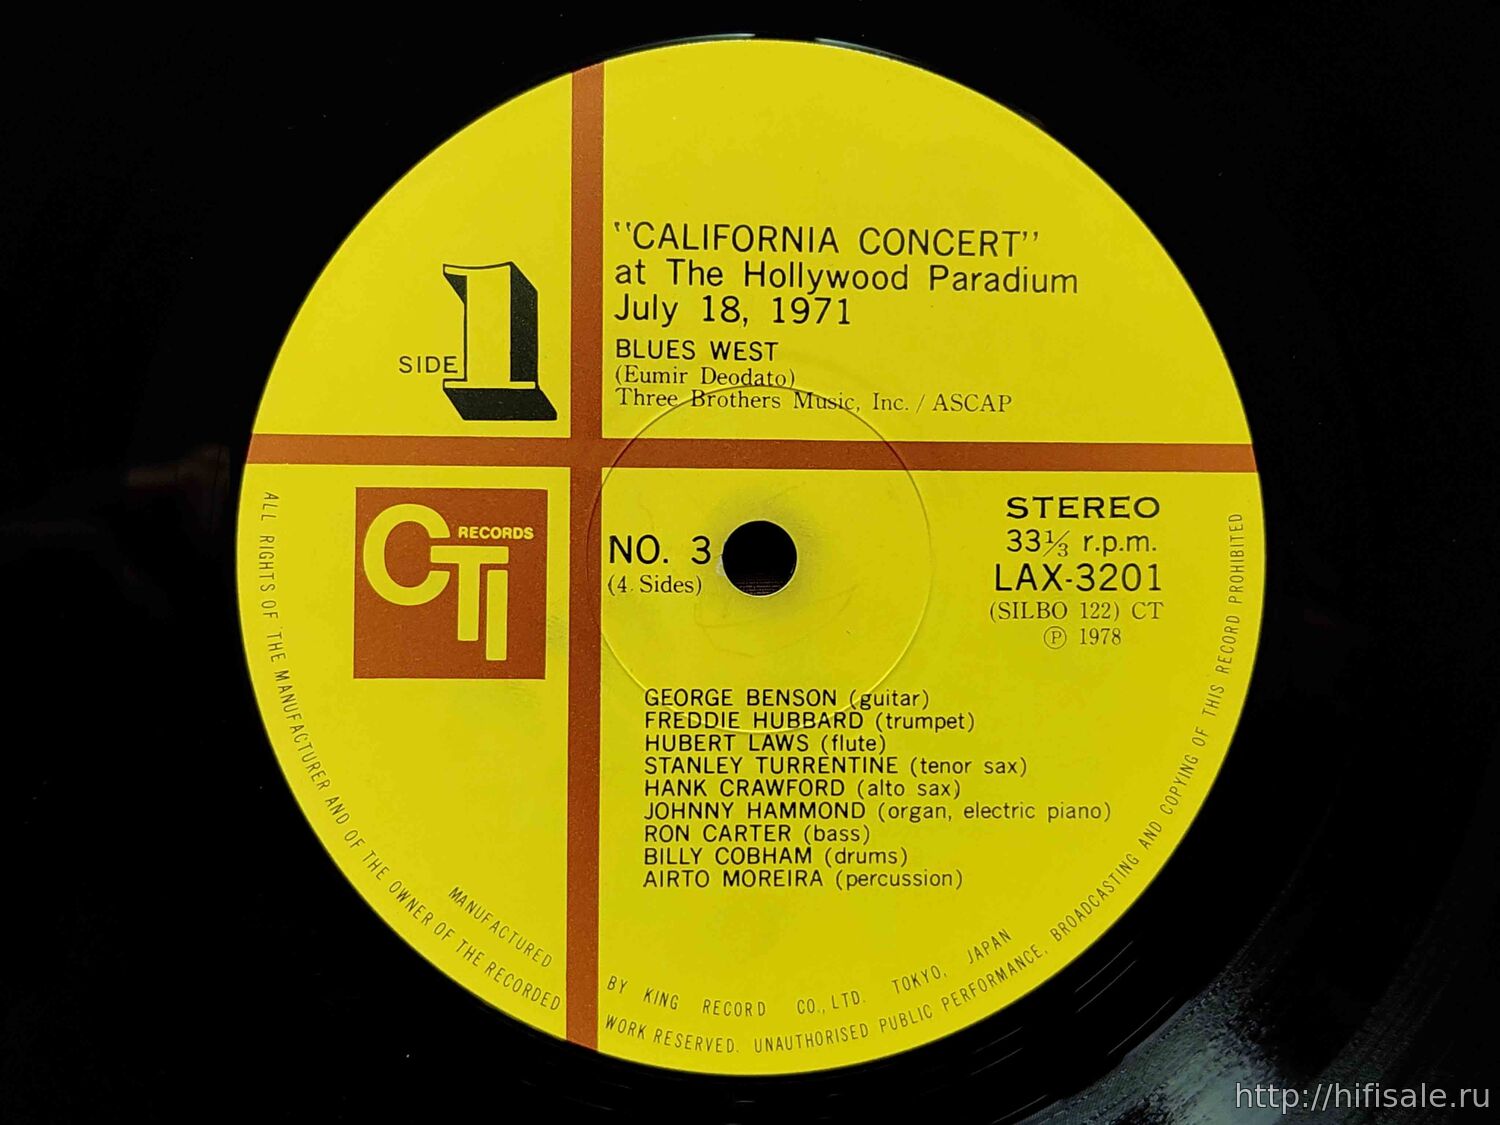 "CALIFORNIA CONCERT"
at The Hollywood Paradium
July 18, 1971
BLUES WEST
(Eumir Deodato)
Three Brothers Music, Inc. / ASCAP
SIDE 1
CTI RECORDS
NO. 3
(4 Sides)
STEREO
33⅓ r.p.m.
LAX-3201
(SILBO 122) CT
Ⓟ 1978
GEORGE BENSON (guitar)
FREDDIE HUBBARD (trumpet)
HUBERT LAWS (flute)
STANLEY TURRENTINE (tenor sax)
HANK CRAWFORD (alto sax)
JOHNNY HAMMOND (organ, electric piano)
RON CARTER (bass)
BILLY COBHAM (drums)
AIRTO MOREIRA (percussion)
MANUFACTURED BY KING RECORD CO., LTD. TOKYO, JAPAN
ALL RIGHTS OF THE MANUFACTURER AND OF THE OWNER OF THE RECORDED WORK RESERVED. UNAUTHORISED PUBLIC PERFORMANCE, BROADCASTING AND COPYING OF THIS RECORD PROHIBITED
http://hifisale.ru